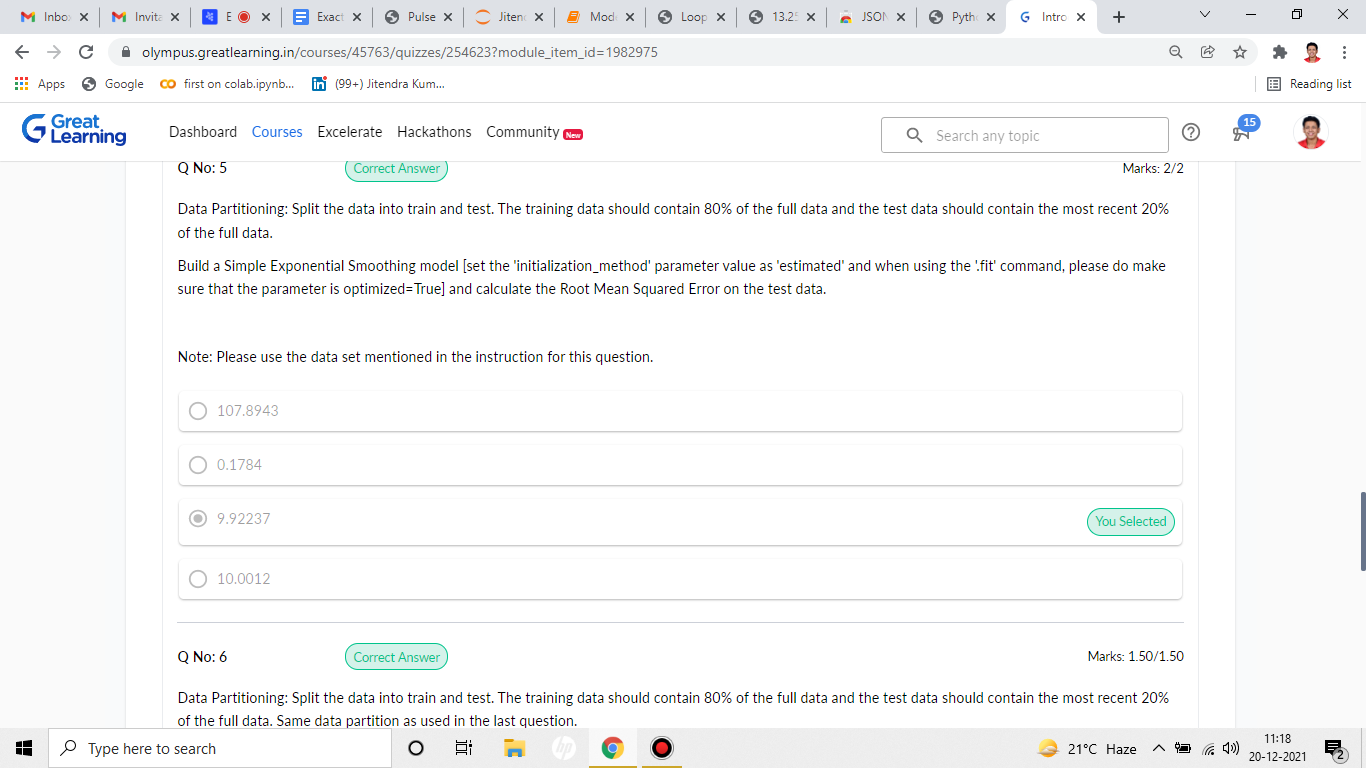 Inbo
Invita
E
Exact
Pulse
Jiten
Mod
Loop
13.2
JSON
Pyth
Intro
olympus.greatlearning.in/courses/45763/quizzes/254623?module_item_id=1982975
Apps
Google
first on colab.ipynb...
(99+) Jitendra Kum...
Reading list
Great
Learning
Dashboard
Courses
Excelerate
Hackathons
Community
New
Search any topic
15
Q No: 5
Correct Answer
Marks: 2/2
Data Partitioning: Split the data into train and test. The training data should contain 80% of the full data and the test data should contain the most recent 20%
of the full data.
Build a Simple Exponential Smoothing model [set the 'initialization_method' parameter value as 'estimated' and when using the '.fit' command, please do make
sure that the parameter is optimized=True] and calculate the Root Mean Squared Error on the test data.
Note: Please use the data set mentioned in the instruction for this question.
107.8943
0.1784
9.92237
You Selected
10.0012
Q No: 6
Correct Answer
Marks: 1.50/1.50
Data Partitioning: Split the data into train and test. The training data should contain 80% of the full data and the test data should contain the most recent 20%
of the full data. Same data partition as used in the last question.
Type here to search
hp
21°C Haze
11:18
20-12-2021
2